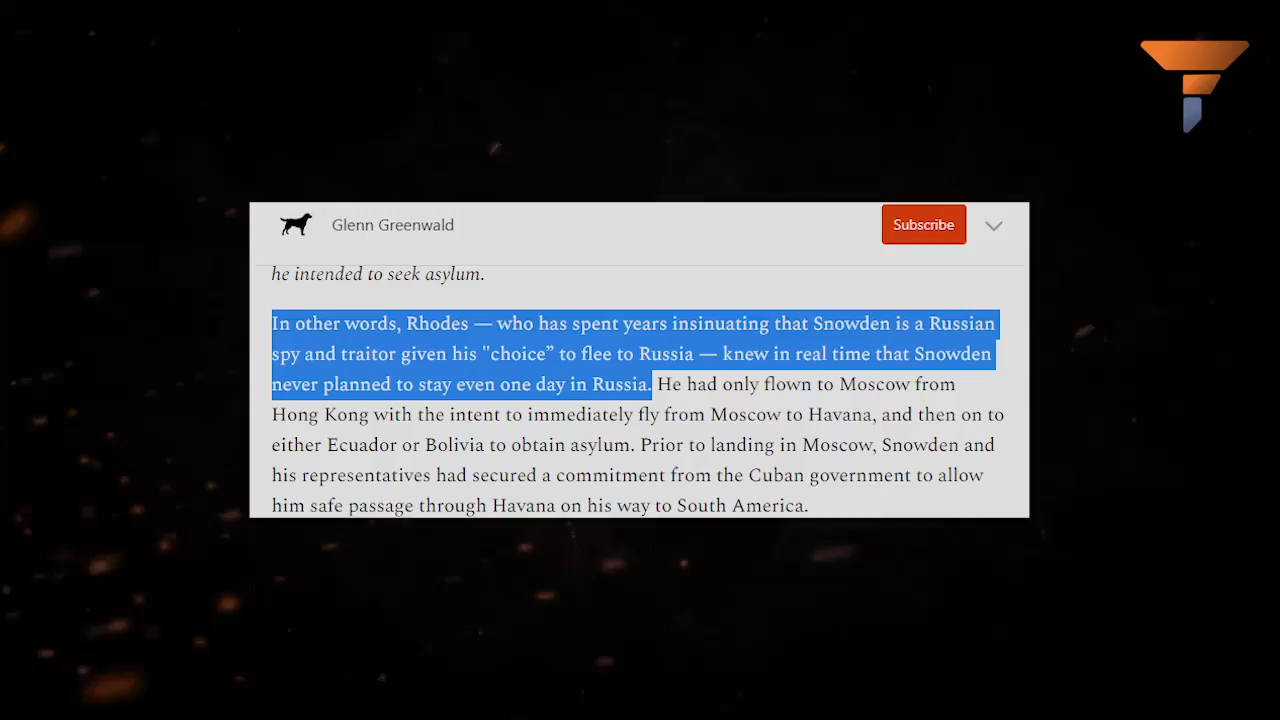 Glenn Greenwald
Subscribe
he intended to seek asylum.
In other words, Rhodes — who has spent years insinuating that Snowden is a Russian
spy and traitor given his "choice” to flee to Russia — knew in real time that Snowden
never planned to stay even one day in Russia. He had only flown to Moscow from
Hong Kong with the intent to immediately fly from Moscow to Havana, and then on to
either Ecuador or Bolivia to obtain asylum. Prior to landing in Moscow, Snowden and
his representatives had secured a commitment from the Cuban government to allow
him safe passage through Havana on his way to South America.